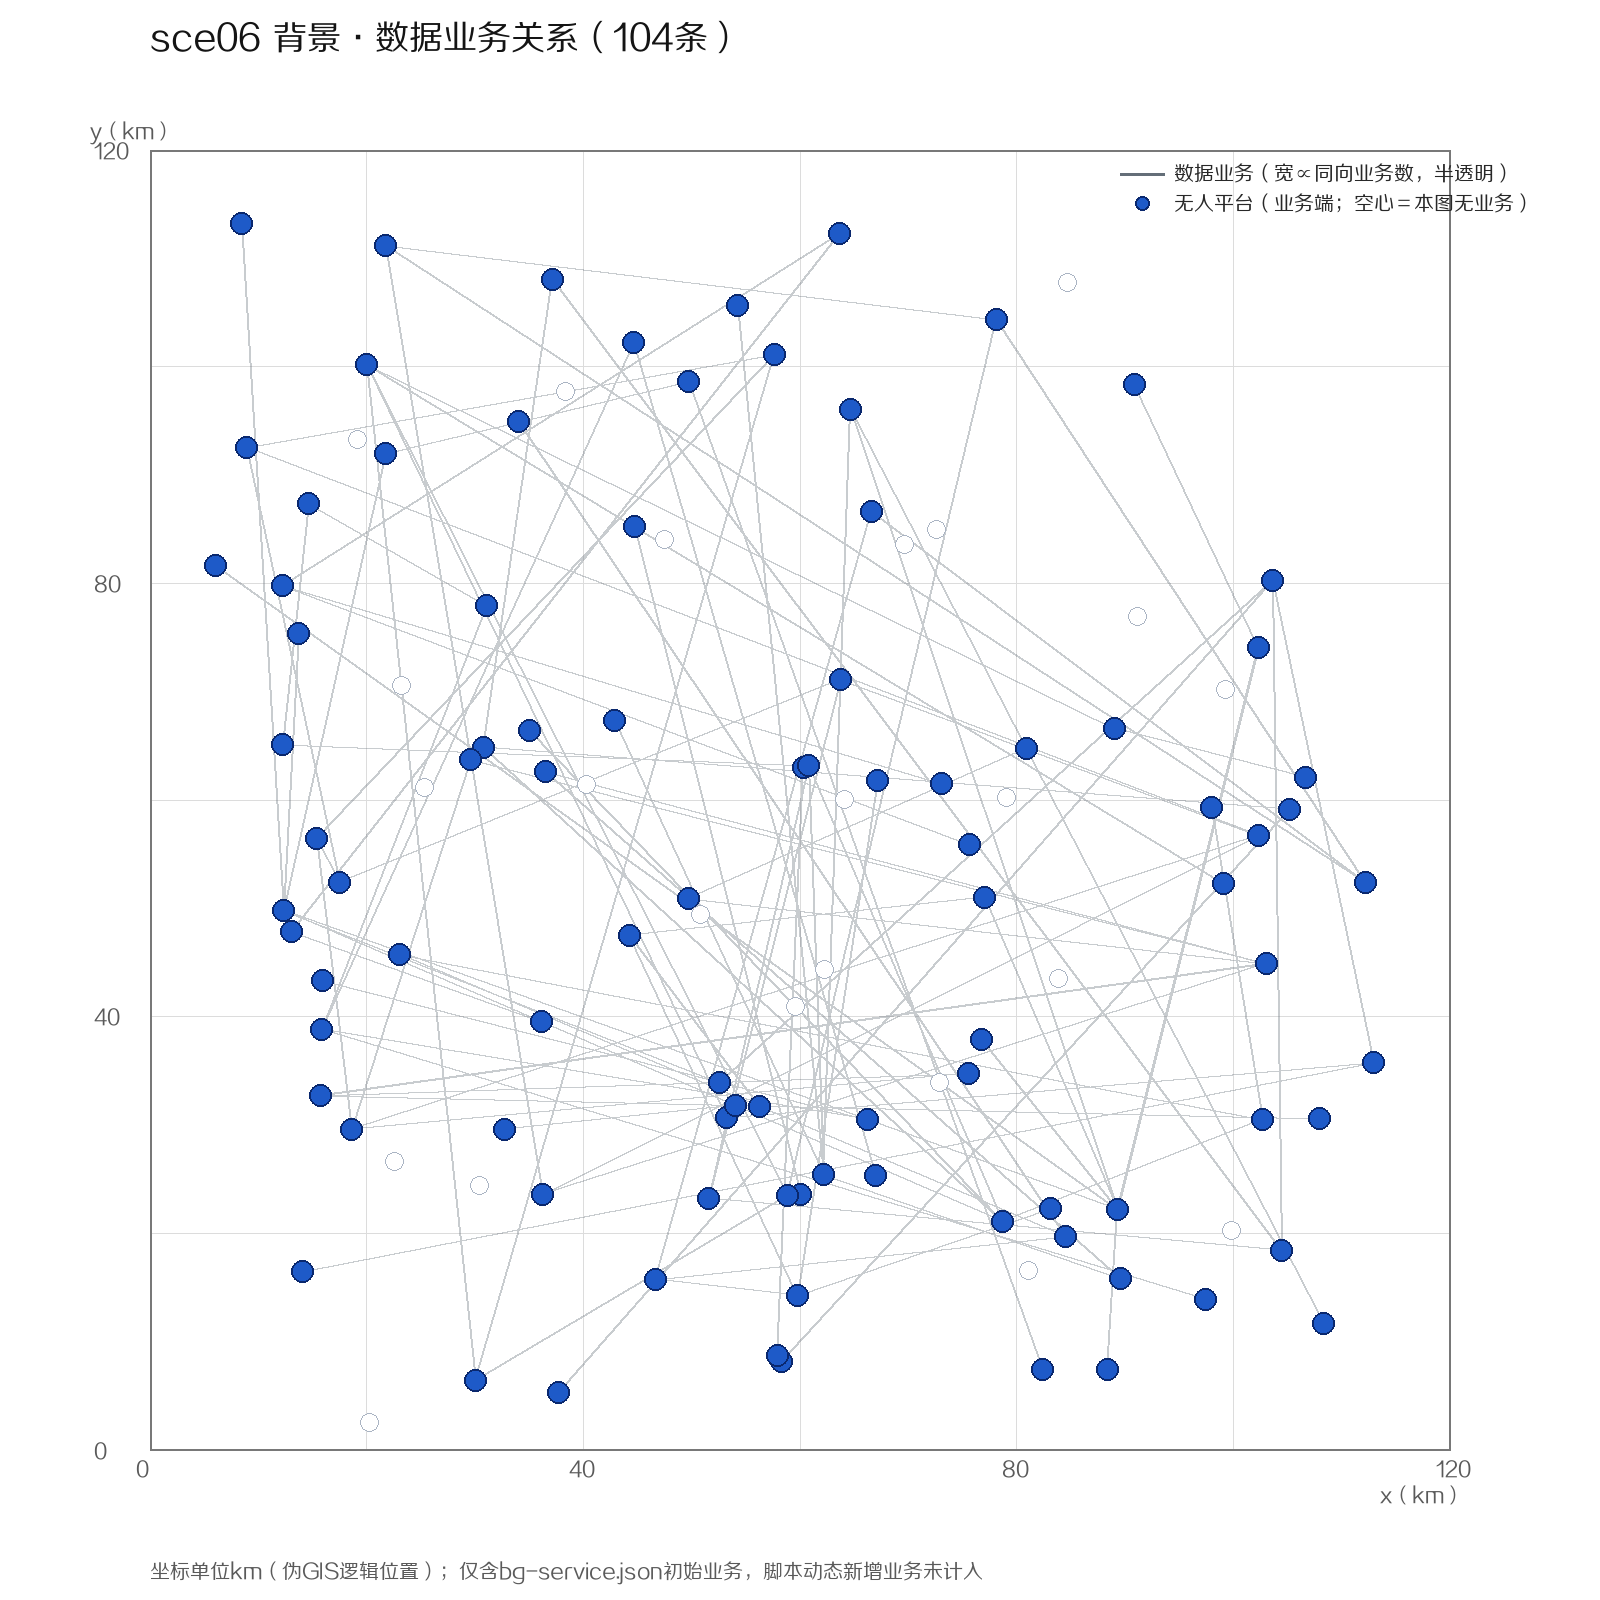 sce06 背景 · 数据业务关系（104条）
y（km）
120
数据业务（宽∝同向业务数，半透明）
无人平台（业务端；空心＝本图无业务）
80
40
0
0 40 80 120
x（km）
坐标单位km（伪GIS逻辑位置）；仅含bg-service.json初始业务，脚本动态新增业务未计入